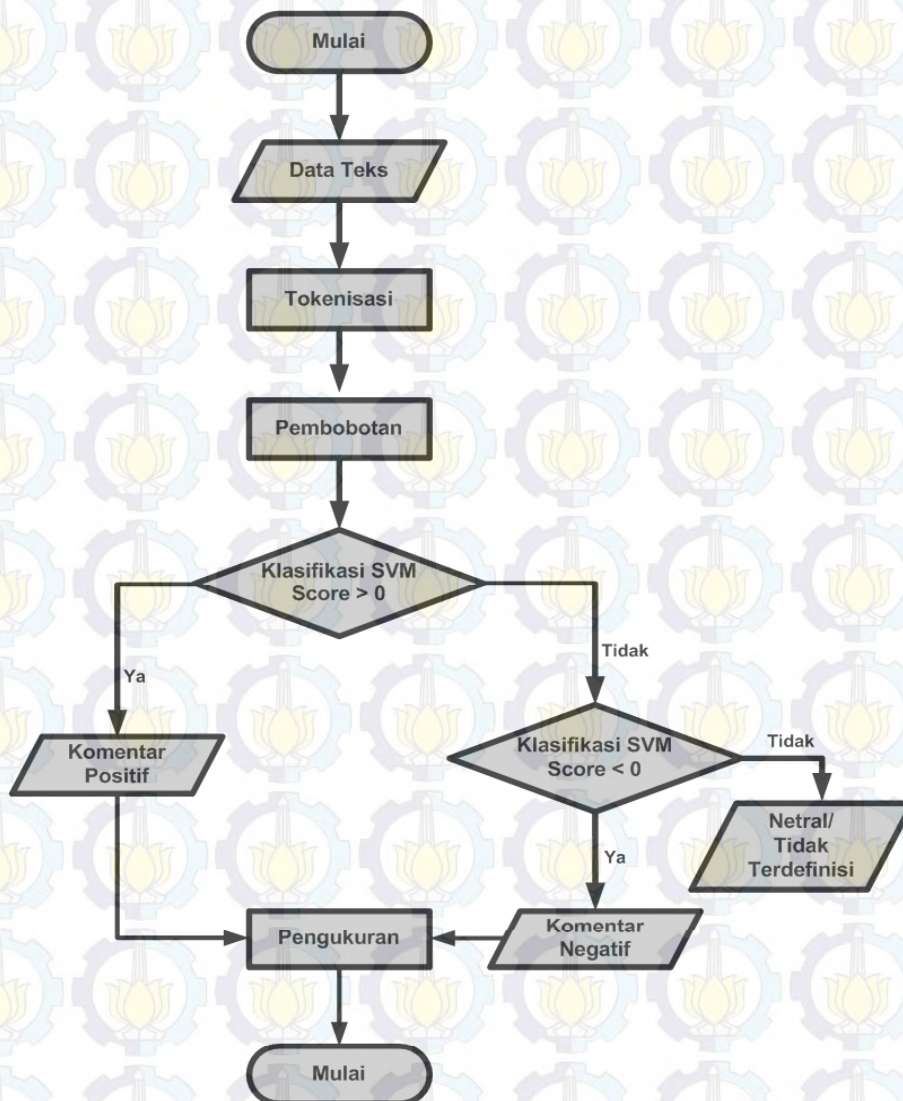 Mulai
Data Teks
Tokenisasi
Pembobotan
Klasifikasi SVM
Score > 0
Ya
Tidak
Komentar
Positif
Klasifikasi SVM
Score < 0
Tidak
Netral/
Tidak
Terdefinisi
Ya
Komentar
Negatif
Pengukuran
Mulai